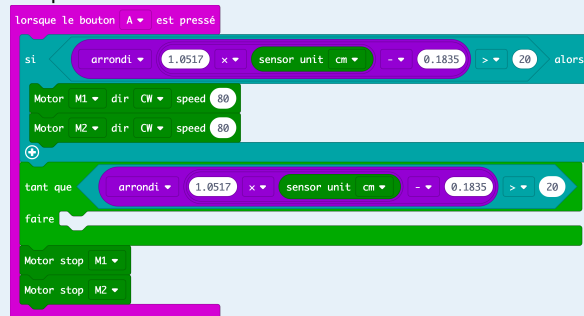 lorsque le bouton A est pressé
si arrondi 1.0517 × sensor unit cm - 0.1835 > 20 alors
Motor M1 dir CW speed 80
Motor M2 dir CW speed 80
tant que arrondi 1.0517 × sensor unit cm - 0.1835 > 20
faire
Motor stop M1
Motor stop M2